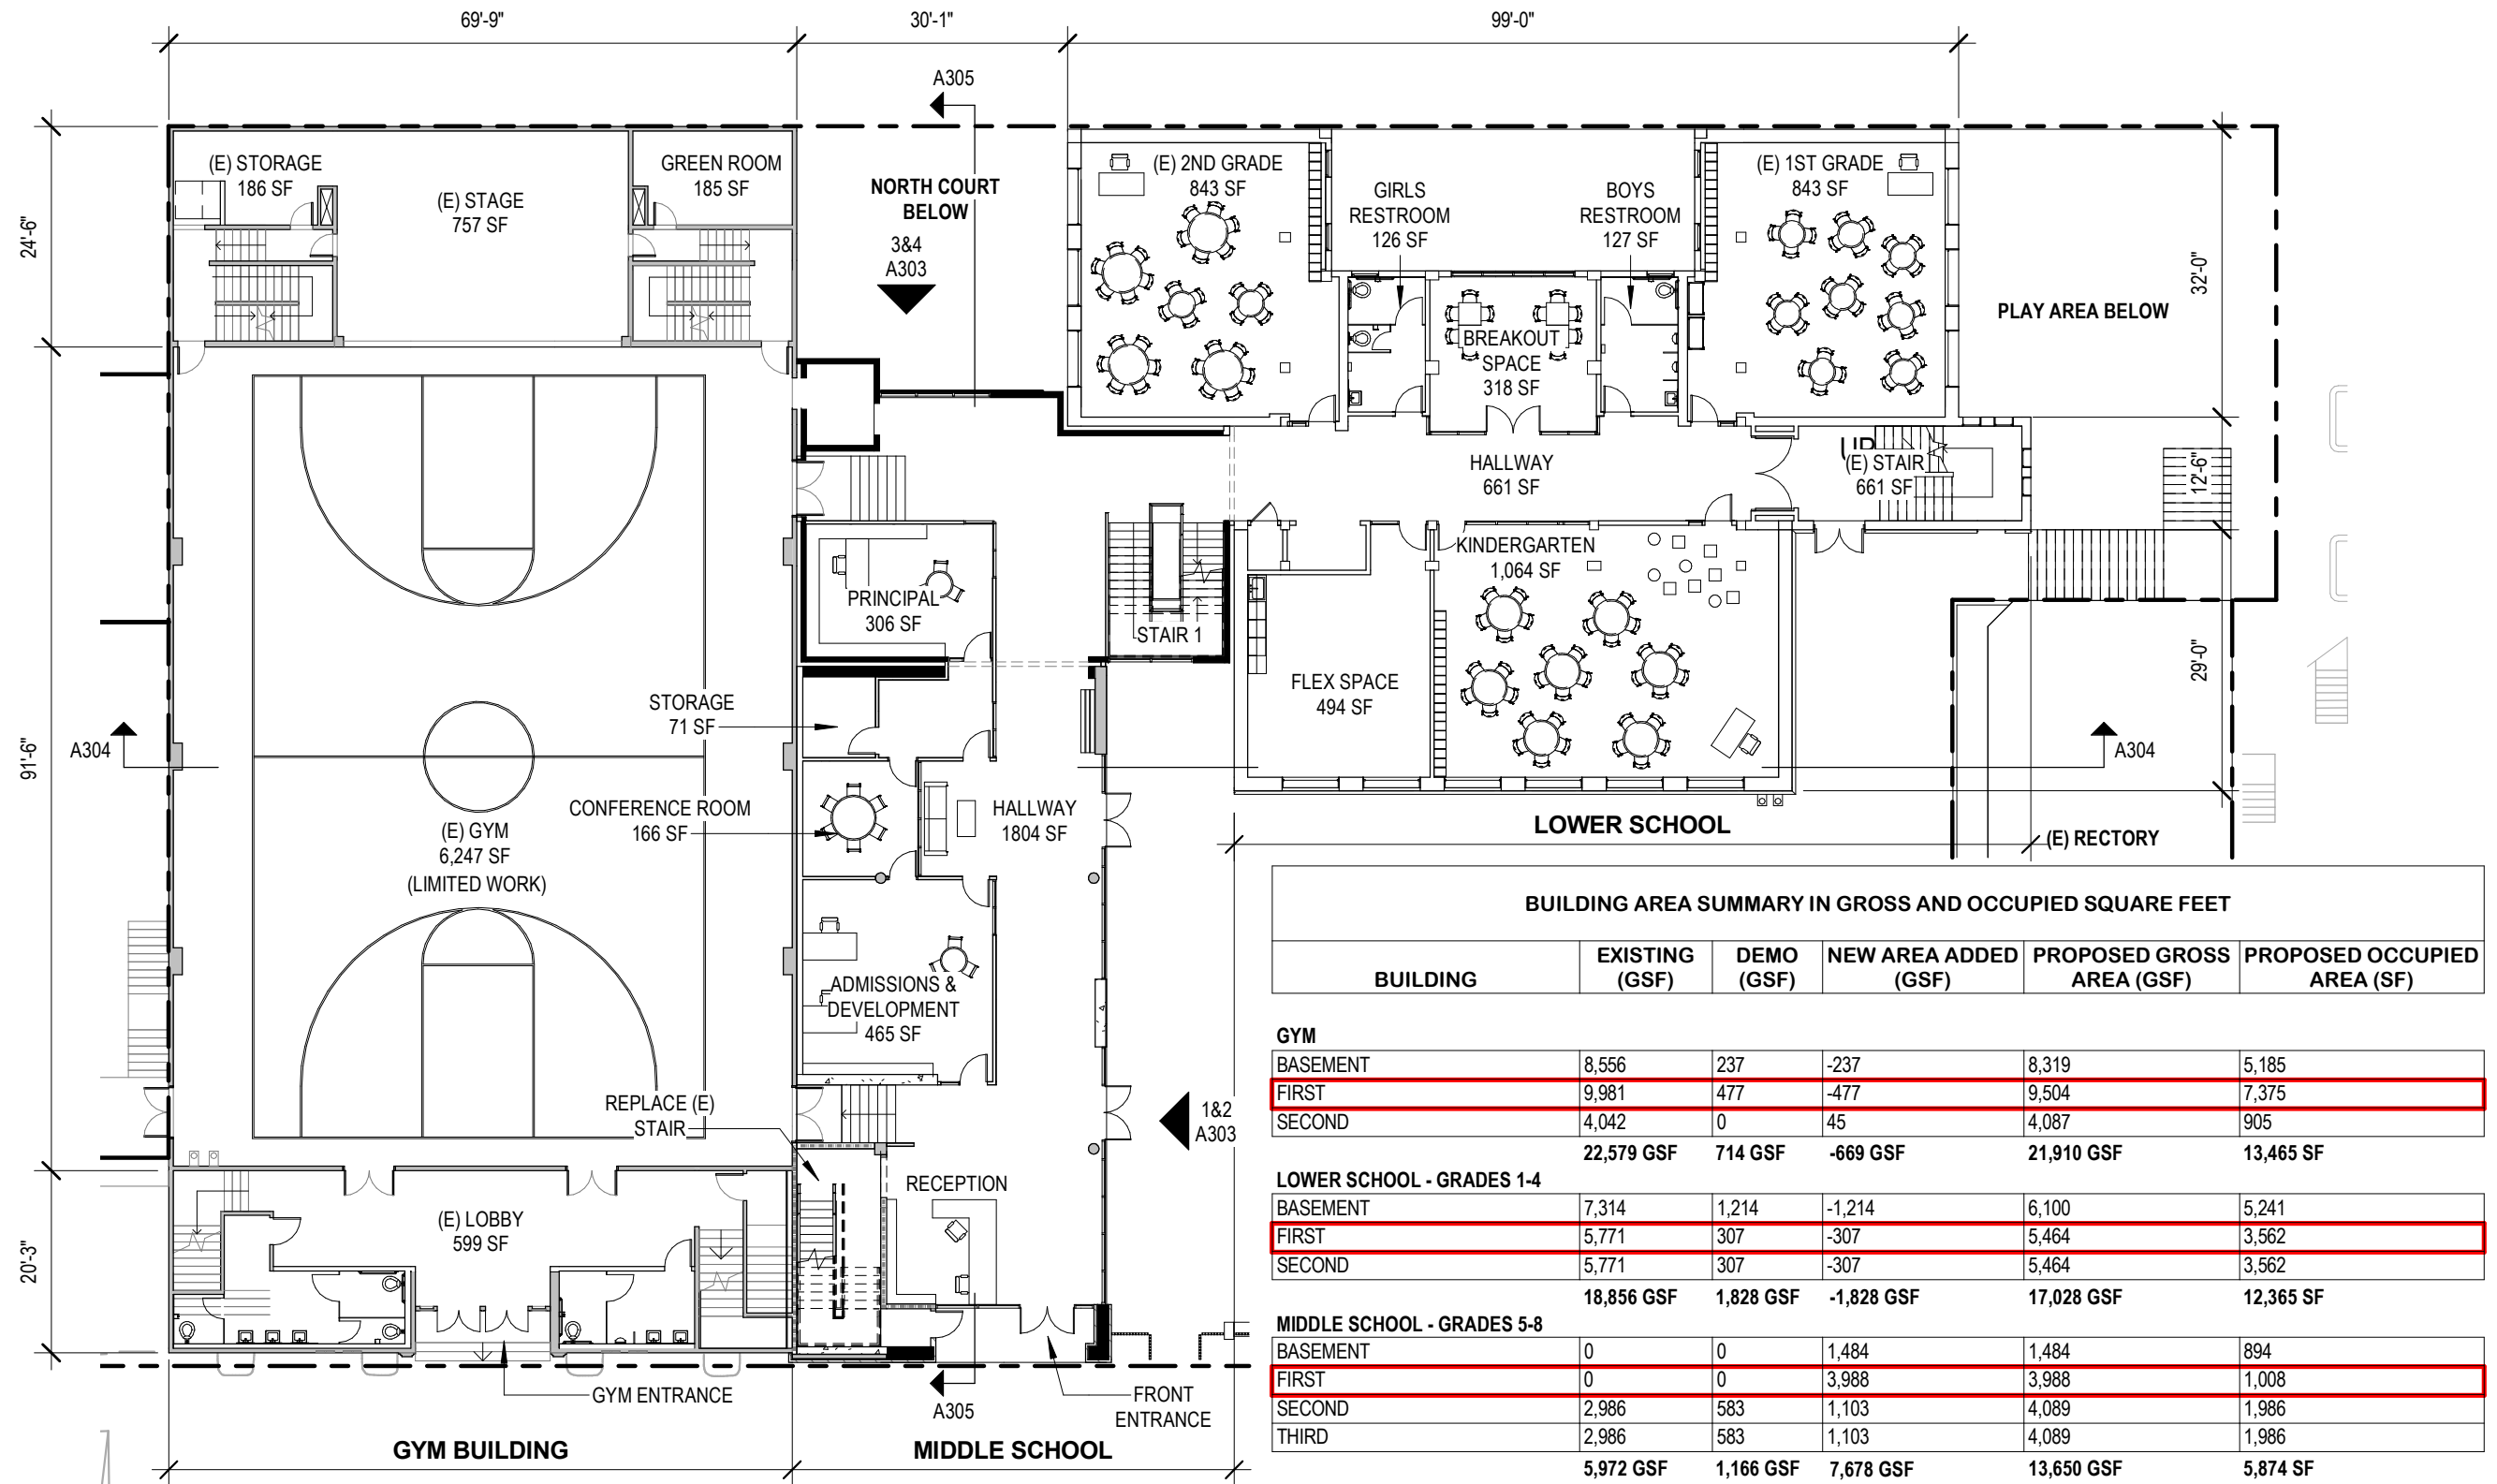 69'-9"
30'-1"
99'-0"
A305
24'-6"
91'-6"
20'-3"
(E) STORAGE
186 SF
(E) STAGE
757 SF
GREEN ROOM
185 SF
NORTH COURT
BELOW
3&4
A303
(E) 2ND GRADE
843 SF
GIRLS
RESTROOM
126 SF
BOYS
RESTROOM
127 SF
(E) 1ST GRADE
843 SF
BREAKOUT
SPACE
318 SF
PLAY AREA BELOW
32'-0"
12'-6"
29'-0"
HALLWAY
661 SF
UP
(E) STAIR
661 SF
PRINCIPAL
306 SF
STAIR 1
KINDERGARTEN
1,064 SF
FLEX SPACE
494 SF
STORAGE
71 SF
A304
A304
CONFERENCE ROOM
166 SF
HALLWAY
1804 SF
(E) GYM
6,247 SF
(LIMITED WORK)
LOWER SCHOOL
(E) RECTORY
ADMISSIONS &
DEVELOPMENT
465 SF
REPLACE (E)
STAIR
1&2
A303
RECEPTION
(E) LOBBY
599 SF
GYM ENTRANCE
A305
FRONT
ENTRANCE
GYM BUILDING
MIDDLE SCHOOL
BUILDING AREA SUMMARY IN GROSS AND OCCUPIED SQUARE FEET
BUILDING EXISTING (GSF) DEMO (GSF) NEW AREA ADDED (GSF) PROPOSED GROSS AREA (GSF) PROPOSED OCCUPIED AREA (SF)
GYM
BASEMENT 8,556 237 -237 8,319 5,185
FIRST 9,981 477 -477 9,504 7,375
SECOND 4,042 0 45 4,087 905
22,579 GSF 714 GSF -669 GSF 21,910 GSF 13,465 SF
LOWER SCHOOL - GRADES 1-4
BASEMENT 7,314 1,214 -1,214 6,100 5,241
FIRST 5,771 307 -307 5,464 3,562
SECOND 5,771 307 -307 5,464 3,562
18,856 GSF 1,828 GSF -1,828 GSF 17,028 GSF 12,365 SF
MIDDLE SCHOOL - GRADES 5-8
BASEMENT 0 0 1,484 1,484 894
FIRST 0 0 3,988 3,988 1,008
SECOND 2,986 583 1,103 4,089 1,986
THIRD 2,986 583 1,103 4,089 1,986
5,972 GSF 1,166 GSF 7,678 GSF 13,650 GSF 5,874 SF